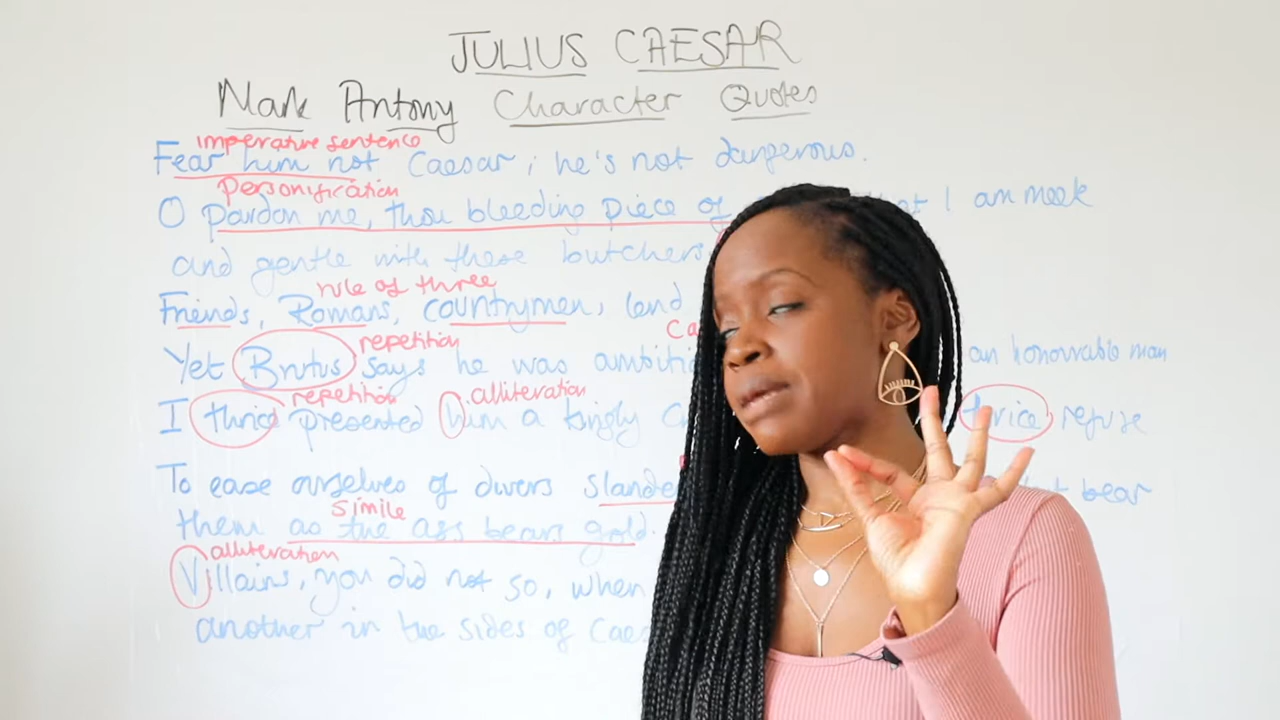 JULIUS CAESAR
Mark Antony Character Quotes
imperative sentence
Fear him not Caesar; he's not dangerous.
personification
O pardon me, thou bleeding piece of I am meek
and gentle with these butchers
rule of three
Friends, Romans, countrymen, lend
repetition
Yet Brutus says he was an honourable man
repetition alliteration
I thrice presented him a kingly thrice refuse
To ease ourselves of divers bear
simile
them as the ass bears gold.
alliteration
Villains, you did not so, when
another in the sides of